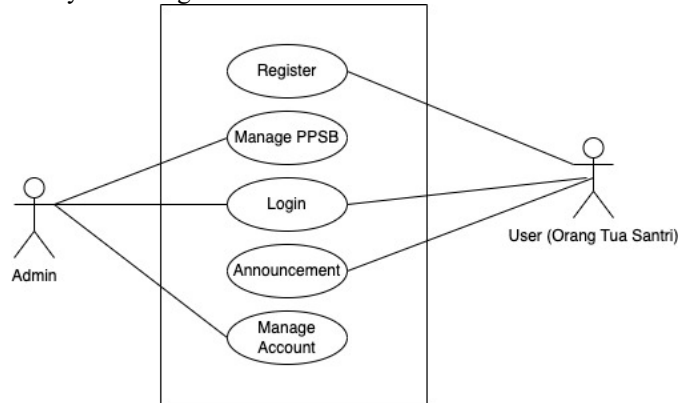 Register
Manage PPSB
Login
User (Orang Tua Santri)
Admin
Announcement
Manage
Account